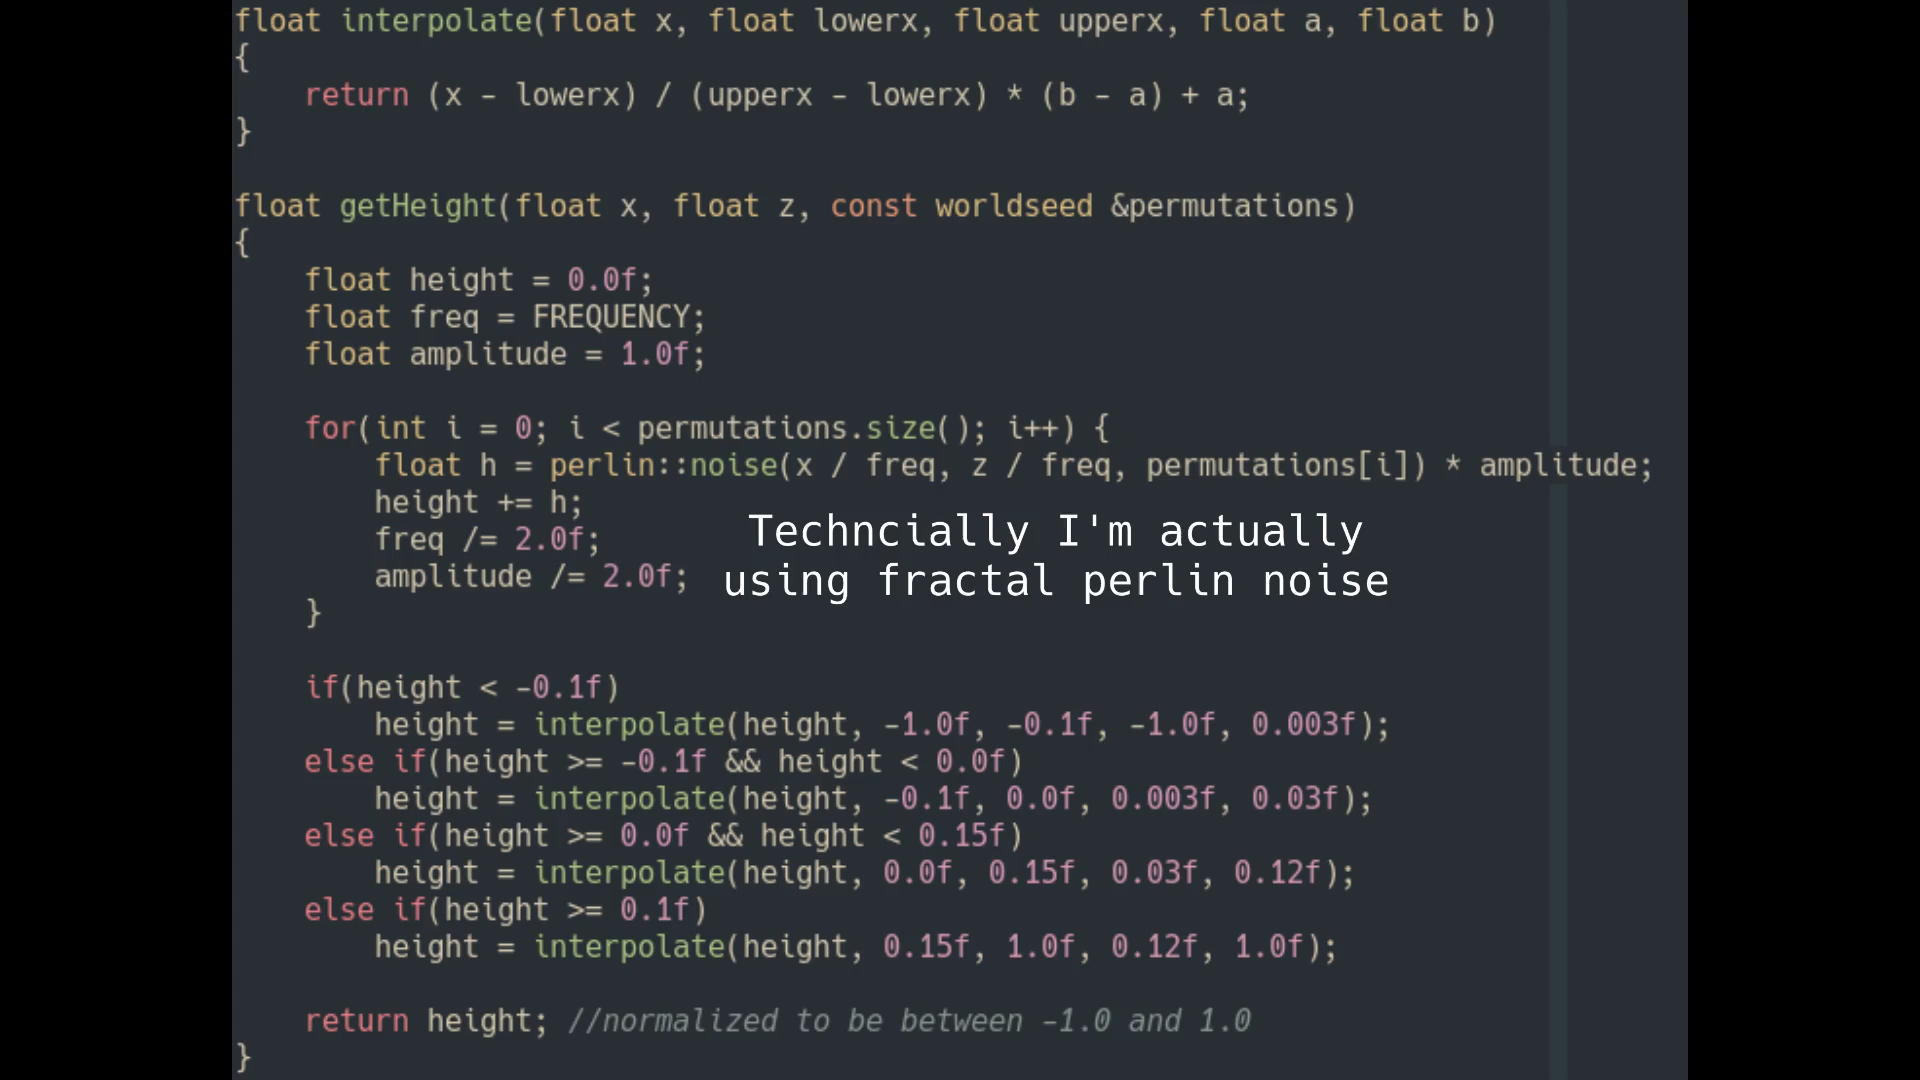 float interpolate(float x, float lowerx, float upperx, float a, float b)
{
    return (x - lowerx) / (upperx - lowerx) * (b - a) + a;
}

float getHeight(float x, float z, const worldseed &permutations)
{
    float height = 0.0f;
    float freq = FREQUENCY;
    float amplitude = 1.0f;

    for(int i = 0; i < permutations.size(); i++) {
        float h = perlin::noise(x / freq, z / freq, permutations[i]) * amplitude;
        height += h;
        freq /= 2.0f;
        amplitude /= 2.0f;
    }
Techncially I'm actually
using fractal perlin noise

    if(height < -0.1f)
        height = interpolate(height, -1.0f, -0.1f, -1.0f, 0.003f);
    else if(height >= -0.1f && height < 0.0f)
        height = interpolate(height, -0.1f, 0.0f, 0.003f, 0.03f);
    else if(height >= 0.0f && height < 0.15f)
        height = interpolate(height, 0.0f, 0.15f, 0.03f, 0.12f);
    else if(height >= 0.1f)
        height = interpolate(height, 0.15f, 1.0f, 0.12f, 1.0f);

    return height; //normalized to be between -1.0 and 1.0
}